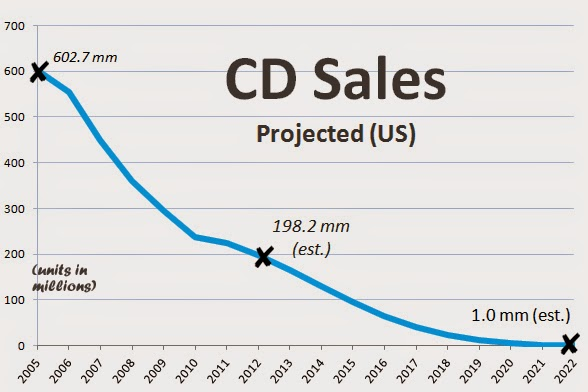 700
600
500
400
300
200
100
0
602.7 mm
CD Sales
Projected (US)
198.2 mm
(est.)
(units in
millions)
1.0 mm (est.)
2005 2006 2007 2008 2009 2010 2011 2012 2013 2014 2015 2016 2017 2018 2019 2020 2021 2022